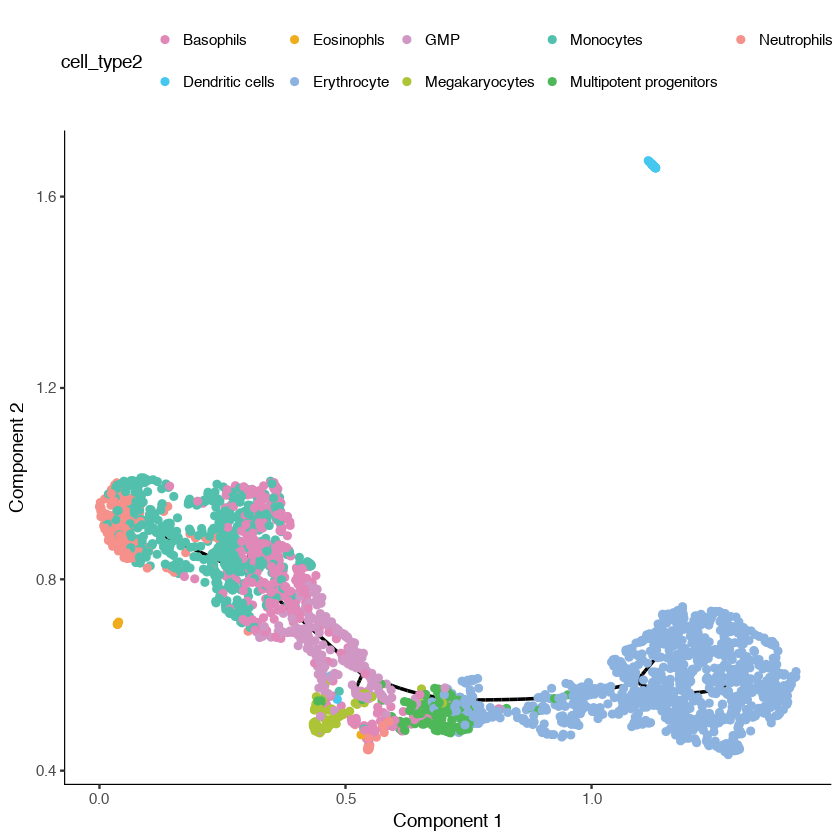 cell_type2
Basophils
Eosinophls
GMP
Monocytes
Neutrophils
Dendritic cells
Erythrocyte
Megakaryocytes
Multipotent progenitors
Component 2
1.6
1.2
0.8
0.4
0.0
0.5
1.0
Component 1